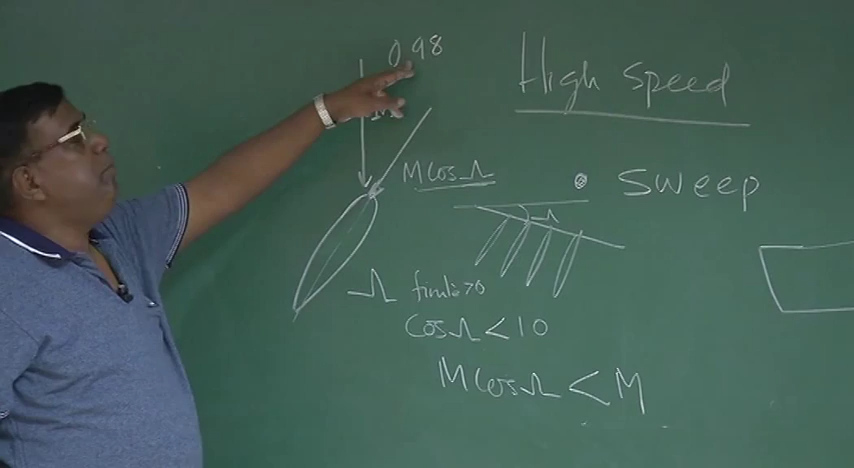 0.98
High Speed
M
M Cos Λ
• Sweep
Λ
Λ finite >0
Cos Λ < 1.0
M Cos Λ < M